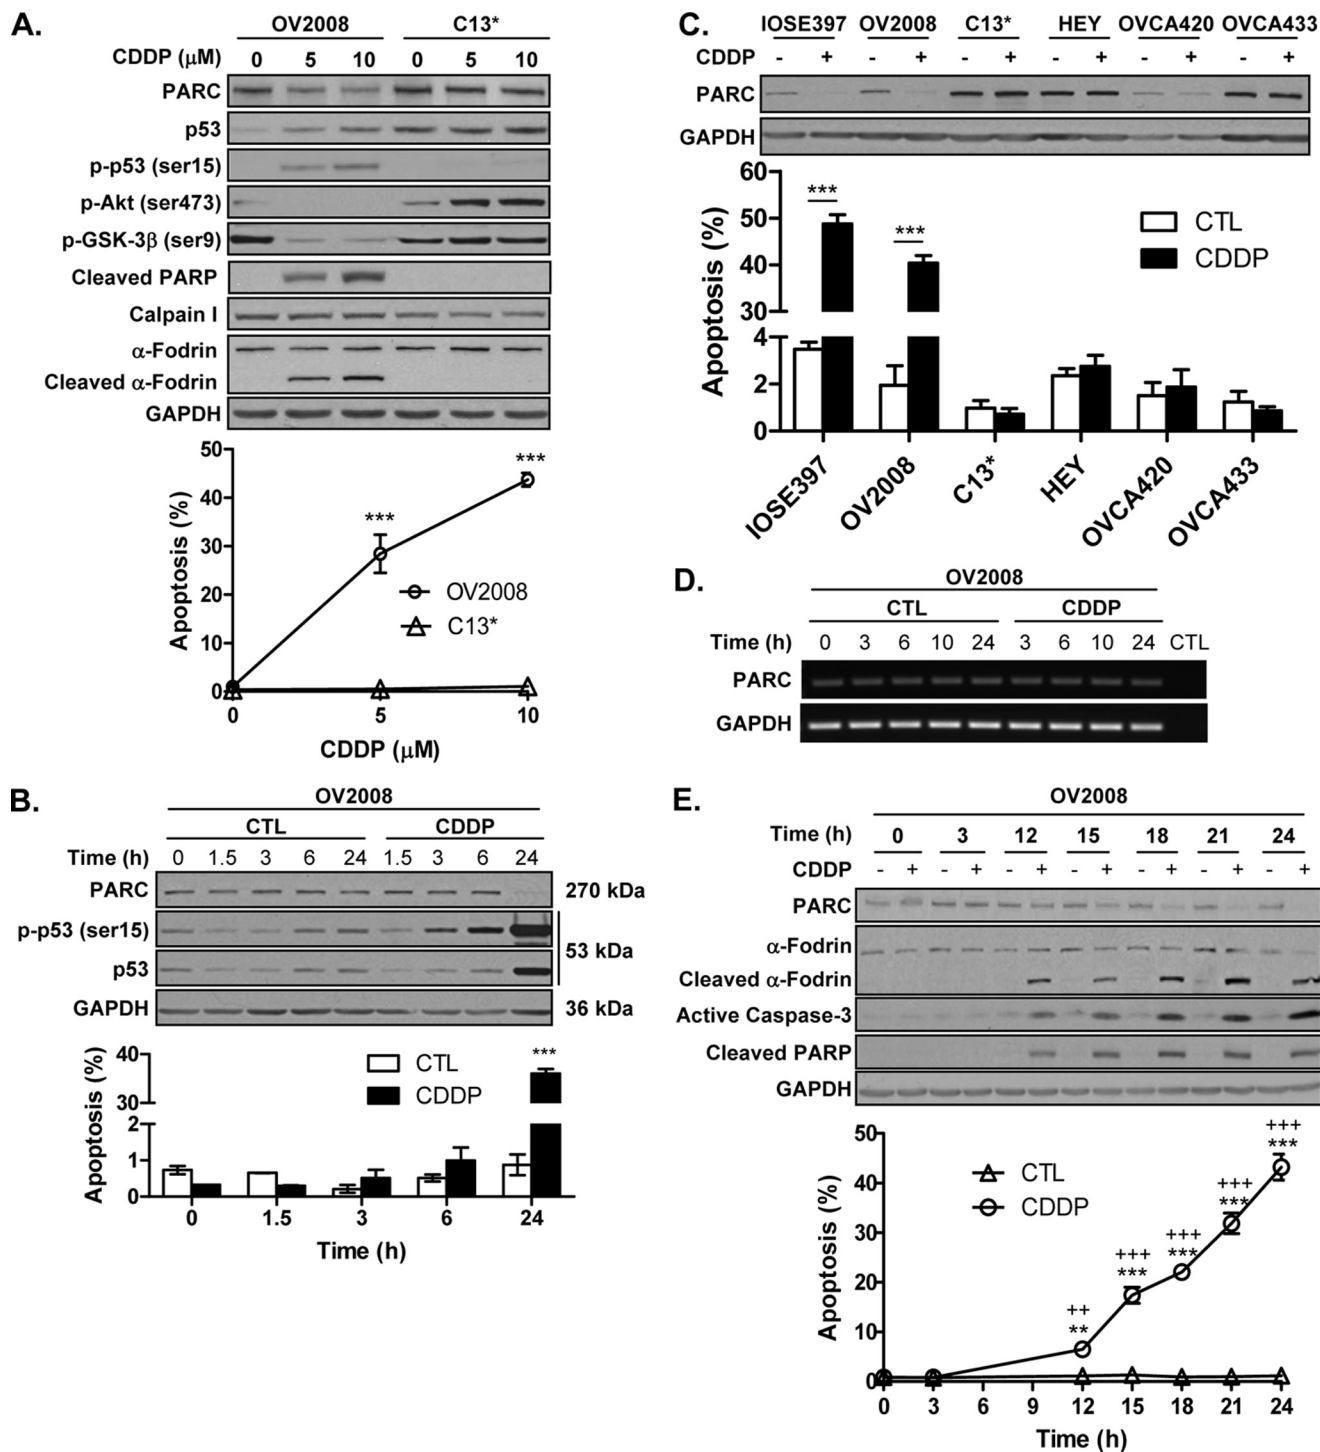 A.
OV2008 C13*
CDDP (μM) 0 5 10 0 5 10
PARC
p53
p-p53 (ser15)
p-Akt (ser473)
p-GSK-3β (ser9)
Cleaved PARP
Calpain I
α-Fodrin
Cleaved α-Fodrin
GAPDH
50
40
30
20
10
0
Apoptosis (%)
***
***
OV2008
C13*
0 5 10
CDDP (μM)
B.
OV2008
CTL CDDP
Time (h) 0 1.5 3 6 24 1.5 3 6 24
PARC 270 kDa
p-p53 (ser15)
53 kDa
p53
GAPDH 36 kDa
40
30
2
1
0
Apoptosis (%)
***
CTL
CDDP
0 1.5 3 6 24
Time (h)
C.
IOSE397 OV2008 C13* HEY OVCA420 OVCA433
CDDP - + - + - + - + - + - +
PARC
GAPDH
60
50
40
30
4
2
0
Apoptosis (%)
***
***
CTL
CDDP
IOSE397 OV2008 C13* HEY OVCA420 OVCA433
D.
OV2008
CTL CDDP
Time (h) 0 3 6 10 24 3 6 10 24 CTL
PARC
GAPDH
E.
OV2008
Time (h) 0 3 12 15 18 21 24
CDDP - + - + - + - + - + - + - +
PARC
α-Fodrin
Cleaved α-Fodrin
Active Caspase-3
Cleaved PARP
GAPDH
50
40
30
20
10
0
Apoptosis (%)
CTL
CDDP
++
**
+++
***
+++
***
+++
***
+++
***
0 3 6 9 12 15 18 21 24
Time (h)